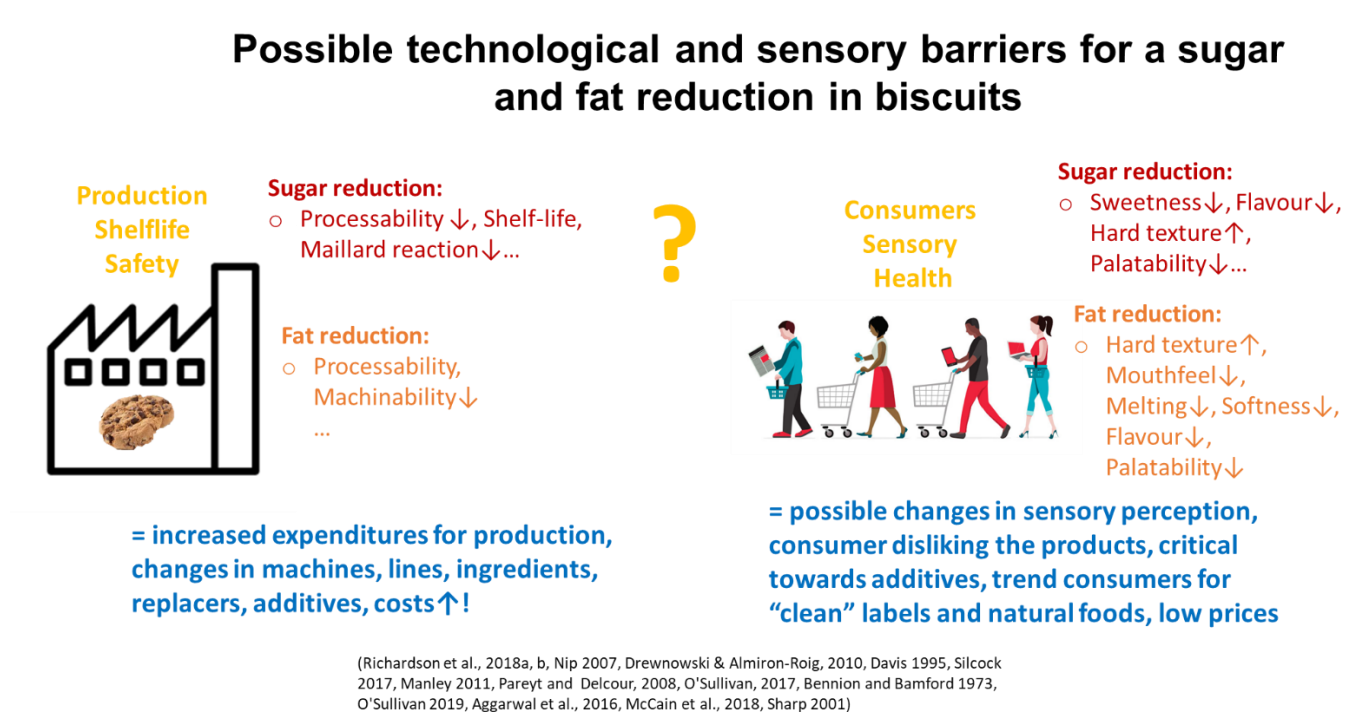 Possible technological and sensory barriers for a sugar
and fat reduction in biscuits
Production
Shelflife
Safety
Sugar reduction:
o Processability ↓, Shelf-life,
Maillard reaction↓…
Fat reduction:
o Processability,
Machinability↓
…
= increased expenditures for production,
changes in machines, lines, ingredients,
replacers, additives, costs↑!
?
Consumers
Sensory
Health
Sugar reduction:
o Sweetness↓, Flavour↓,
Hard texture↑,
Palatability↓…
Fat reduction:
o Hard texture↑,
Mouthfeel↓,
Melting↓, Softness↓,
Flavour↓,
Palatability↓
= possible changes in sensory perception,
consumer disliking the products, critical
towards additives, trend consumers for
“clean” labels and natural foods, low prices
(Richardson et al., 2018a, b, Nip 2007, Drewnowski & Almiron-Roig, 2010, Davis 1995, Silcock
2017, Manley 2011, Pareyt and Delcour, 2008, O'Sullivan, 2017, Bennion and Bamford 1973,
O'Sullivan 2019, Aggarwal et al., 2016, McCain et al., 2018, Sharp 2001)